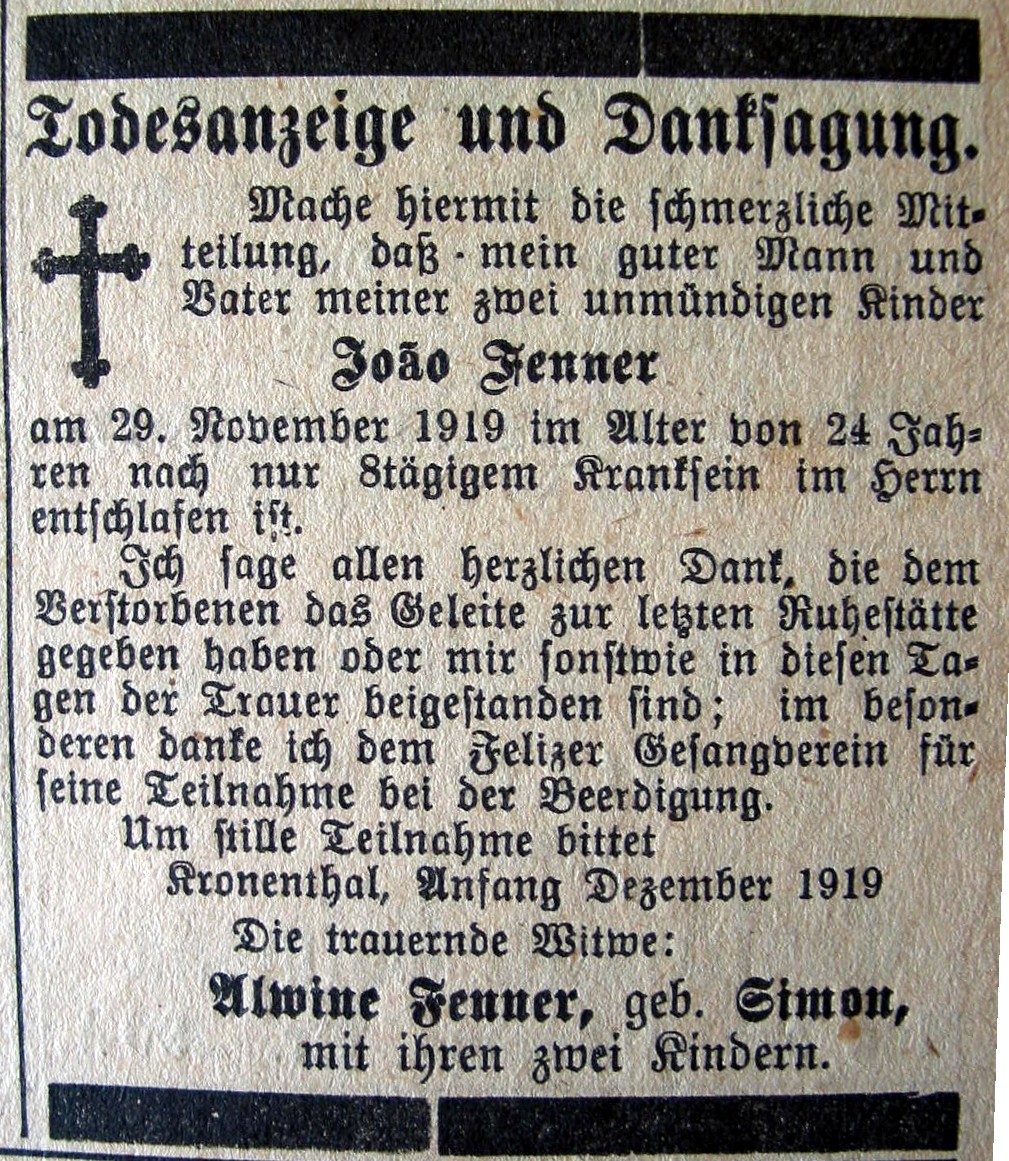 Todesanzeige und Dankſagung.
Mache hiermit die ſchmerzliche Mit-
teilung, daß mein guter Mann und
Vater meiner zwei unmündigen Kinder
João Fenner
am 29. November 1919 im Alter von 24 Jah-
ren nach nur 8tägigem Krankſein im Herrn
entſchlafen iſt.
Ich ſage allen herzlichen Dank, die dem
Verſtorbenen das Geleite zur letzten Ruheſtätte
gegeben haben oder mir ſonſtwie in dieſen Ta-
gen der Trauer beigeſtanden ſind; im beſon-
deren danke ich dem Felizer Geſangverein für
ſeine Teilnahme bei der Beerdigung.
Um ſtille Teilnahme bittet
Kronenthal, Anfang Dezember 1919
Die trauernde Witwe:
Alwine Fenner, geb. Simon,
mit ihren zwei Kindern.